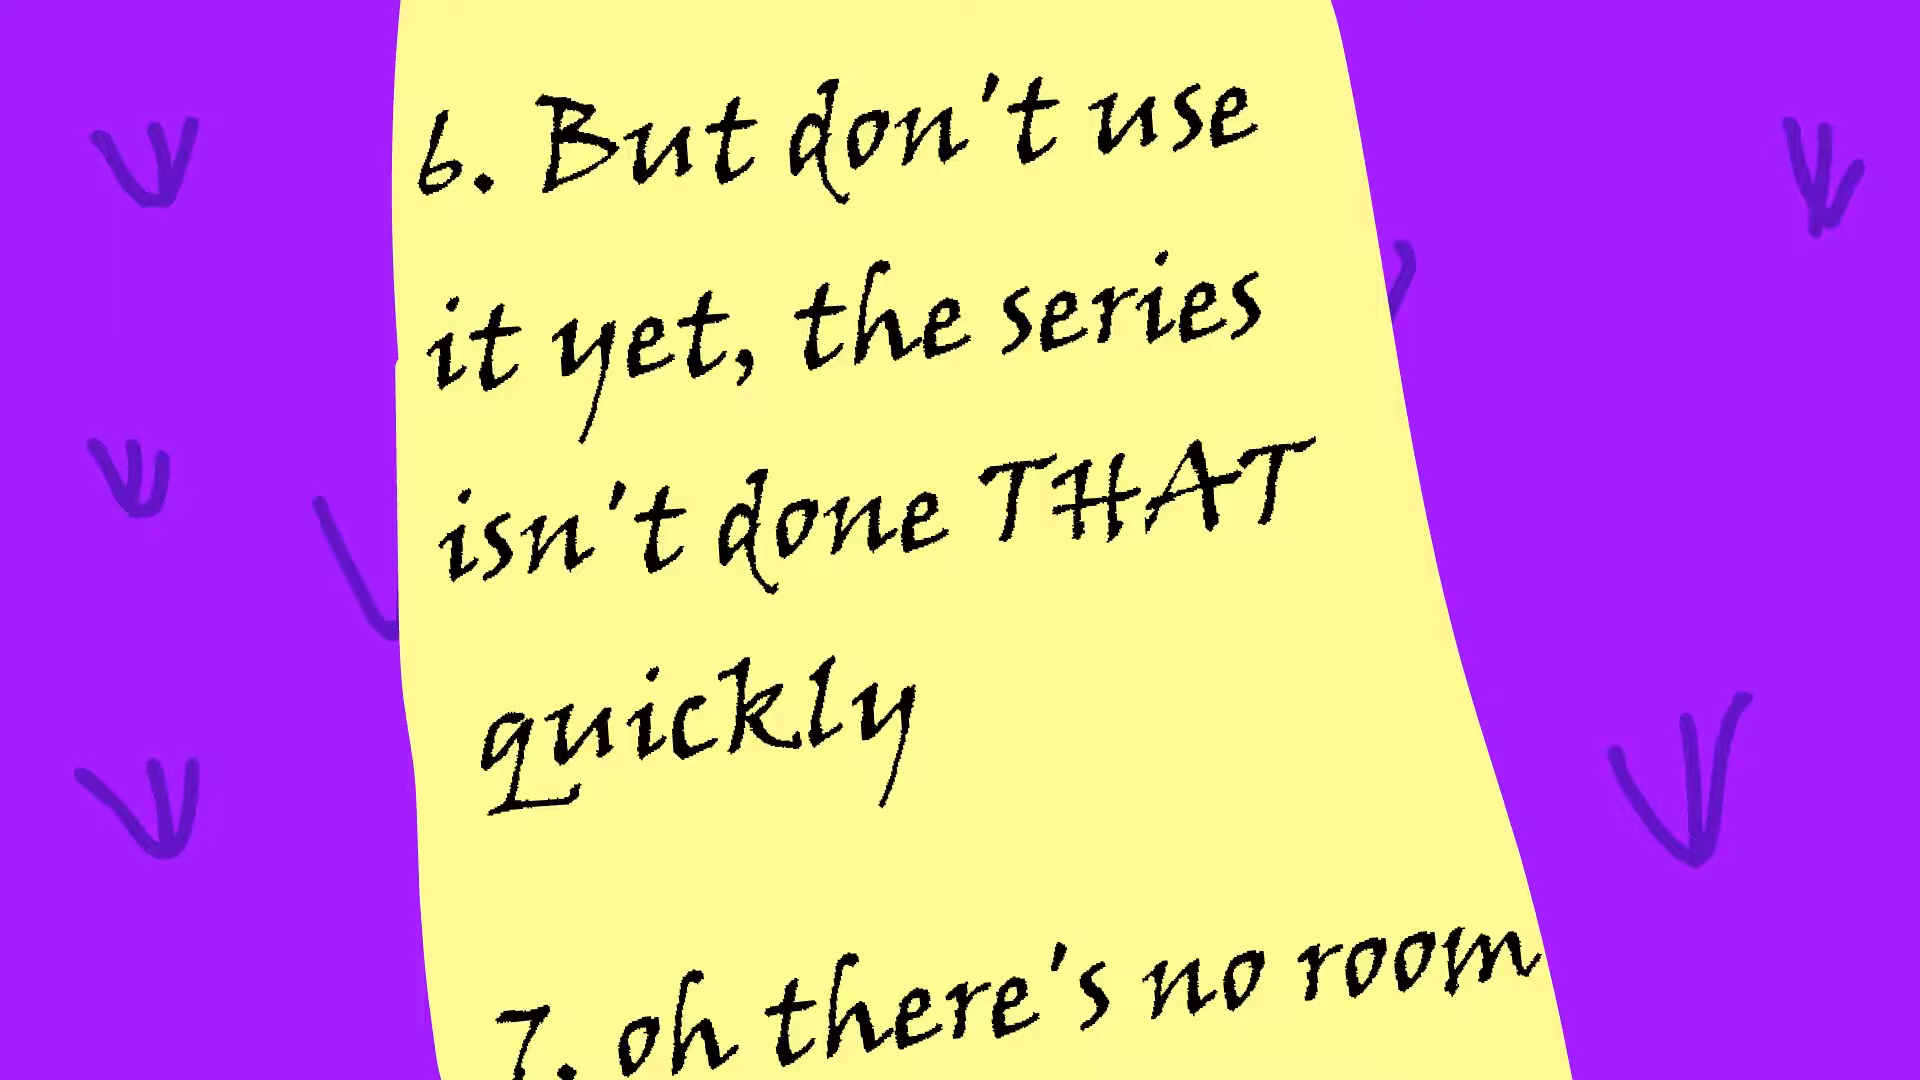 6. But don't use
it yet, the series
isn't done THAT
quickly
7. oh there's no room